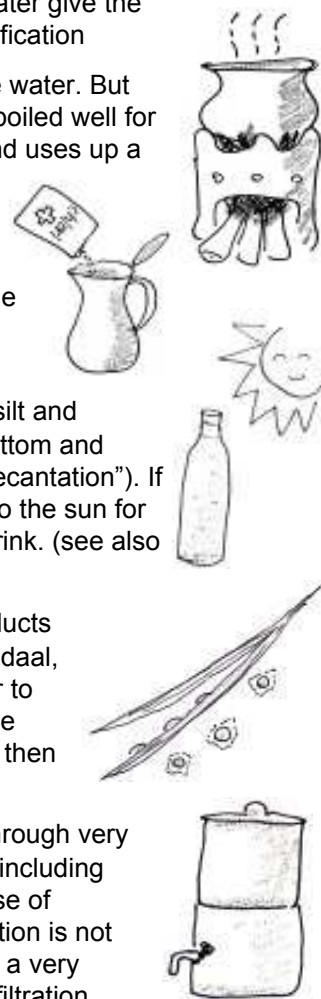 ater give the
fication
e water. But
boiled well for
nd uses up a
e
silt and
ttom and
ecantation”). If
o the sun for
rink. (see also
ducts
daal,
r to
e
then
hrough very
including
se of
tion is not
a very
filtration